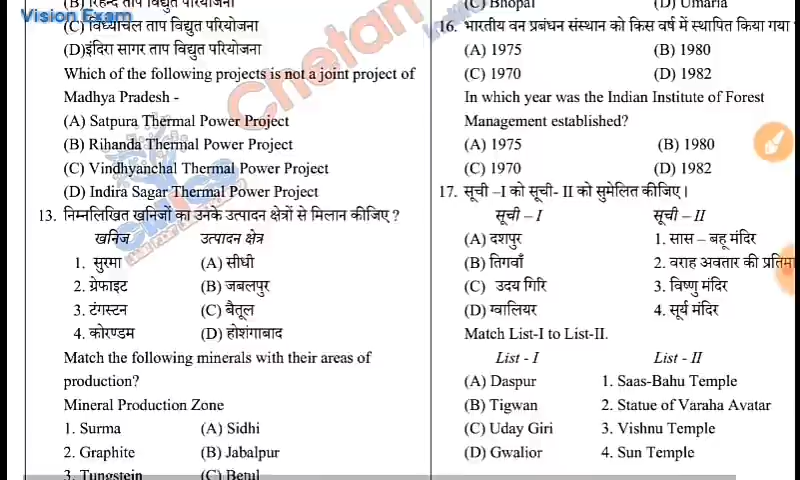 Vision Exam
(B) रिहन्द ताप विद्युत परियोजना
(C) विंध्याचल ताप विद्युत परियोजना
(D)इंदिरा सागर ताप विद्युत परियोजना
Which of the following projects is not a joint project of
Madhya Pradesh -
(A) Satpura Thermal Power Project
(B) Rihanda Thermal Power Project
(C) Vindhyanchal Thermal Power Project
(D) Indira Sagar Thermal Power Project
13. निम्नलिखित खनिजों का उनके उत्पादन क्षेत्रों से मिलान कीजिए ?
खनिज उत्पादन क्षेत्र
1. सुरमा (A) सीधी
2. ग्रेफाइट (B) जबलपुर
3. टंगस्टन (C) बैतूल
4. कोरण्डम (D) होशंगाबाद
Match the following minerals with their areas of
production?
Mineral Production Zone
1. Surma (A) Sidhi
2. Graphite (B) Jabalpur
3. Tungstein (C) Betul
(C) Bhopal (D) Umaria
16. भारतीय वन प्रबंधन संस्थान को किस वर्ष में स्थापित किया गया
(A) 1975 (B) 1980
(C) 1970 (D) 1982
In which year was the Indian Institute of Forest
Management established?
(A) 1975 (B) 1980
(C) 1970 (D) 1982
17. सूची –I को सूची- II को सुमेलित कीजिए।
सूची – I सूची – II
(A) दशपुर 1. सास – बहू मंदिर
(B) तिगवाँ 2. वराह अवतार की प्रतिमा
(C) उदय गिरि 3. विष्णु मंदिर
(D) ग्वालियर 4. सूर्य मंदिर
Match List-I to List-II.
List - I List - II
(A) Daspur 1. Saas-Bahu Temple
(B) Tigwan 2. Statue of Varaha Avatar
(C) Uday Giri 3. Vishnu Temple
(D) Gwalior 4. Sun Temple
Chetan